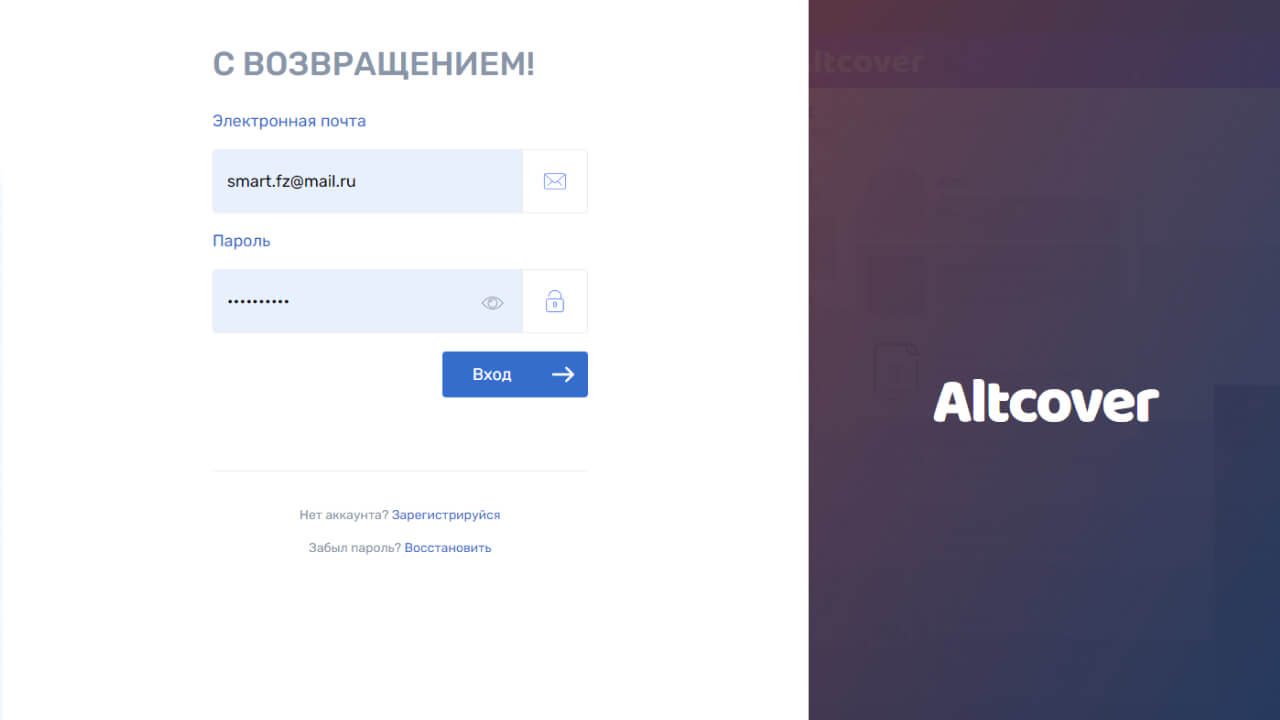 С ВОЗВРАЩЕНИЕМ!
Электронная почта
smart.fz@mail.ru
Пароль
••••••••••
Вход
Нет аккаунта? Зарегистрируйся
Забыл пароль? Восстановить
ltcover
Altcover